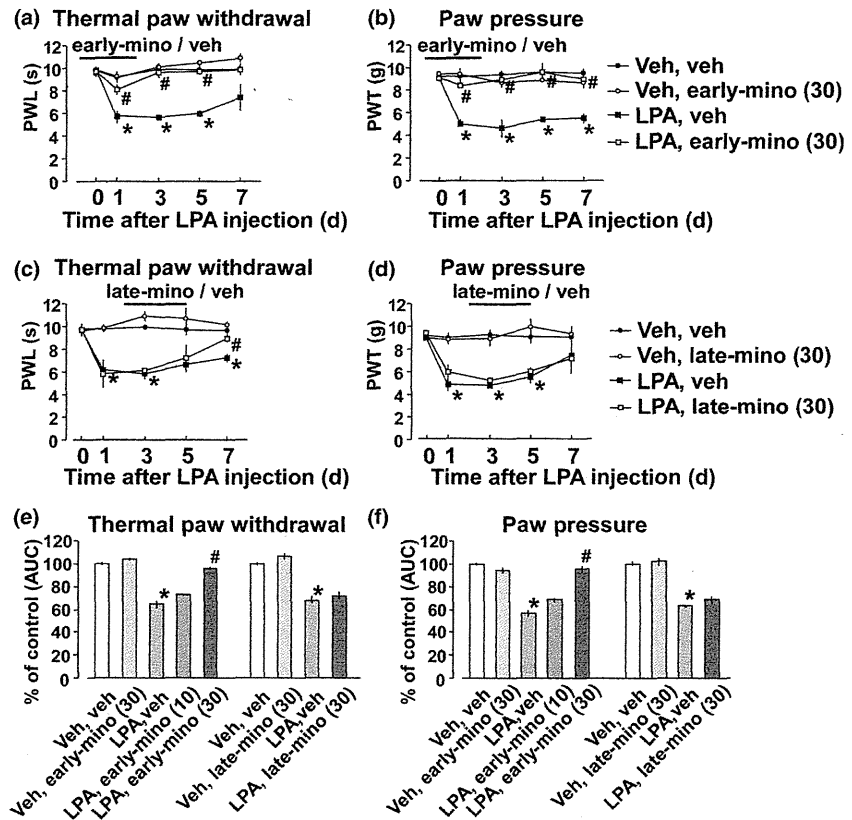 (a) Thermal paw withdrawal
early-mino / veh
PWL (s)
12
10
8
6
4
2
0
#
#
#
*
*
*
0 1 3 5 7
Time after LPA injection (d)
(b) Paw pressure
early-mino / veh
PWT (g)
12
10
8
6
4
2
0
#
#
#
#
*
*
*
*
0 1 3 5 7
Time after LPA injection (d)
Veh, veh
Veh, early-mino (30)
LPA, veh
LPA, early-mino (30)
(c) Thermal paw withdrawal
late-mino / veh
PWL (s)
12
10
8
6
4
2
0
*
*
#
*
0 1 3 5 7
Time after LPA injection (d)
(d) Paw pressure
late-mino / veh
PWT (g)
12
10
8
6
4
2
0
*
*
*
0 1 3 5 7
Time after LPA injection (d)
Veh, veh
Veh, late-mino (30)
LPA, veh
LPA, late-mino (30)
(e) Thermal paw withdrawal
% of control (AUC)
120
100
80
60
40
20
0
*
#
*
Veh, veh
Veh, early-mino (30)
LPA,veh
LPA, early-mino (10)
LPA, early-mino (30)
Veh, veh
Veh, late-mino (30)
LPA,veh
LPA, late-mino (30)
(f) Paw pressure
% of control (AUC)
120
100
80
60
40
20
0
*
#
*
Veh, veh
Veh, early-mino (30)
LPA,veh
LPA, early-mino (10)
LPA, early-mino (30)
Veh, veh
Veh, late-mino (30)
LPA,veh
LPA, late-mino (30)